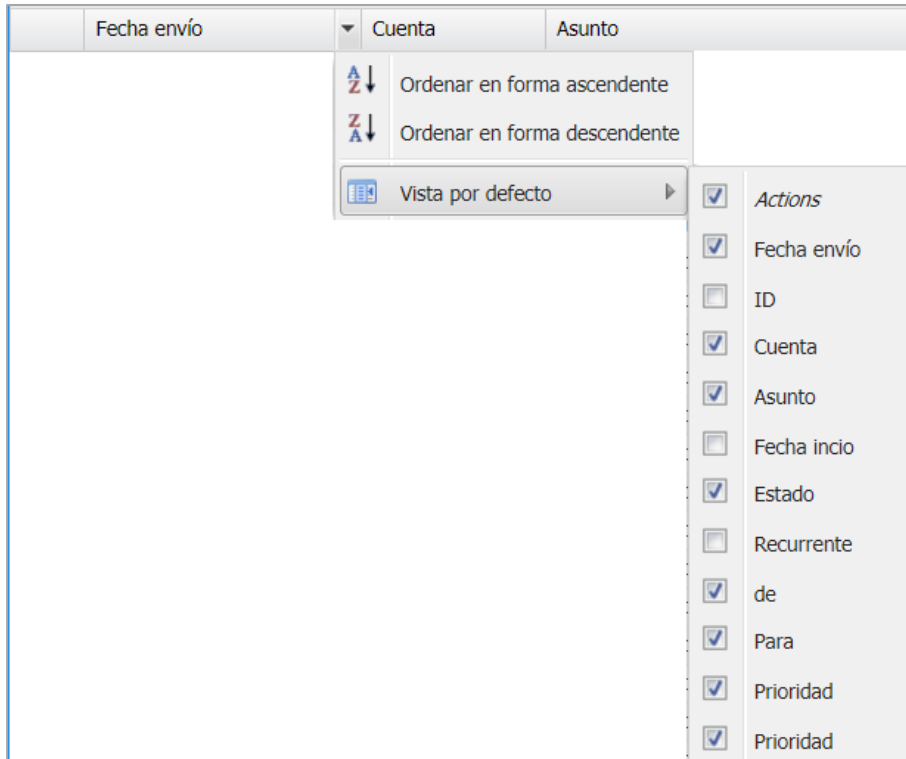 Fecha envío Cuenta Asunto
Ordenar en forma ascendente
Ordenar en forma descendente
Vista por defecto
Actions
Fecha envío
ID
Cuenta
Asunto
Fecha incio
Estado
Recurrente
de
Para
Prioridad
Prioridad